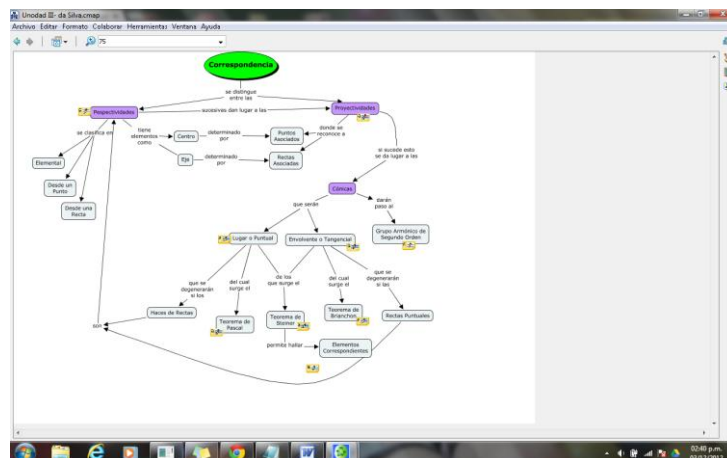 Unodad III- da Silva.cmap
Archivo Editar Formato Colaborar Herramientas Ventana Ayuda
75
Correspondencia
se distingue
entre las
Pespectividades
sucesivas dan lugar a las
Proyectividades
se clasifica en
tiene
elementos
como
Centro
determinado
por
Puntos
Asociados
donde se
reconoce a
Eje
determinado
por
Rectas
Asociadas
si sucede esto
se da lugar a las
Elemental
Desde un
Punto
Desde una
Recta
Cónicas
que serán
darán
paso al
Lugar o Puntual
Envolvente o Tangencial
Grupo Armónico de
Segundo Orden
que se
degenerarán
si los
del cual
surge el
de los
que surge el
del cual
surge el
que se
degenerarán
si las
Haces de Rectas
Teorema de
Pascal
Teorema de
Steiner
Teorema de
Brianchon
Rectas Puntuales
son
permite hallar
Elementos
Correspondientes
02:40 p.m.